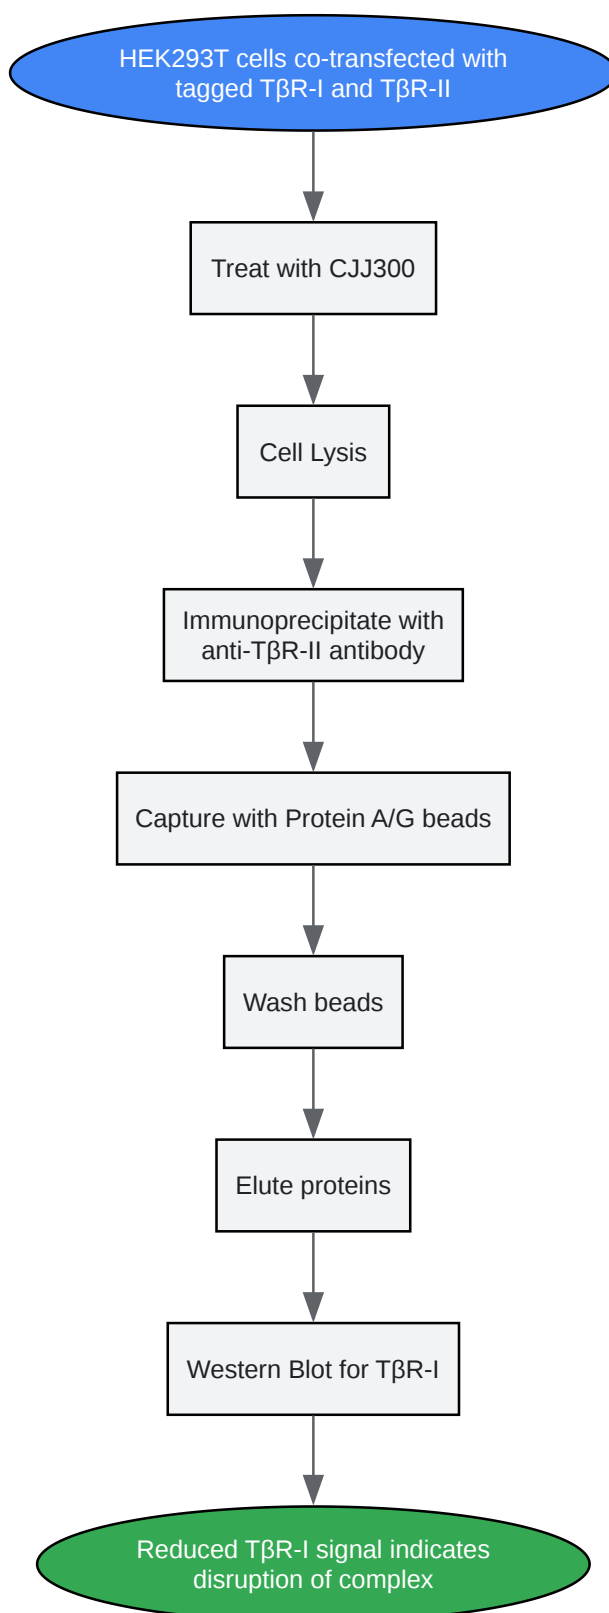 HEK293T cells co-transfected with
tagged TβR-I and TβR-II
Treat with CJJ300
Cell Lysis
Immunoprecipitate with
anti-TβR-II antibody
Capture with Protein A/G beads
Wash beads
Elute proteins
Western Blot for TβR-I
Reduced TβR-I signal indicates
disruption of complex